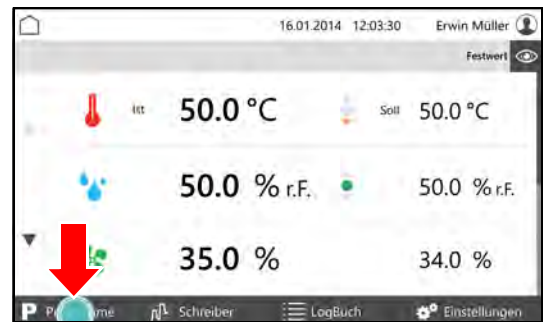 16.01.2014 12:03:30 Erwin Müller
Festwert
Ist 50.0 °C Soll 50.0 °C
50.0 % r.F. 50.0 % r.F.
35.0 % 34.0 %
P Schreiber LogBuch Einstellungen